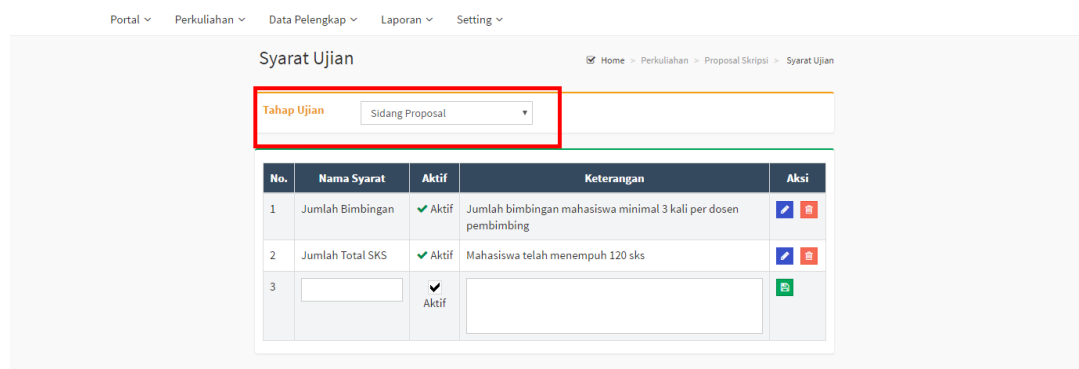 Portal Perkuliahan Data Pelengkap Laporan Setting
Syarat Ujian
Home > Perkuliahan > Proposal Skripsi > Syarat Ujian
Tahap Ujian Sidang Proposal
No. Nama Syarat Aktif Keterangan Aksi
1 Jumlah Bimbingan Aktif Jumlah bimbingan mahasiswa minimal 3 kali per dosen
pembimbing
2 Jumlah Total SKS Aktif Mahasiswa telah menempuh 120 sks
3
Aktif